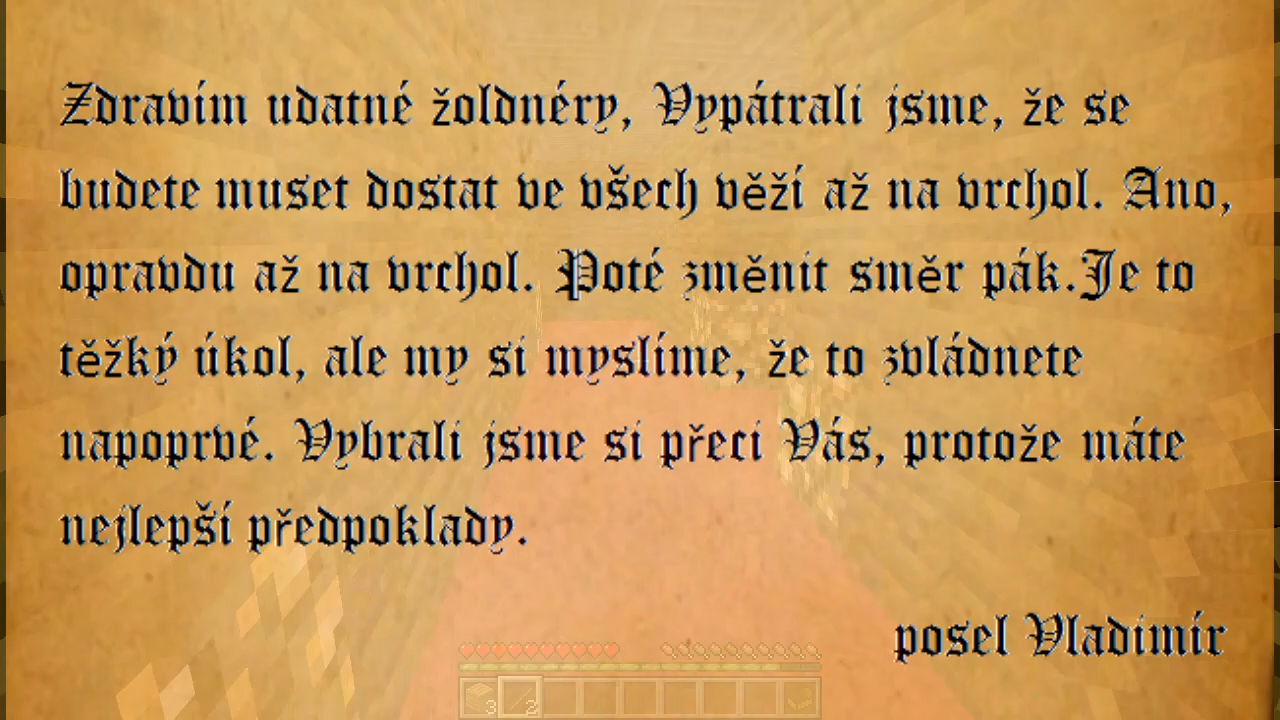 Zdravím udatné žoldnéry, Vypátrali jsme, že se
budete muset dostat ve všech věží až na vrchol. Ano,
opravdu až na vrchol. Poté změnit směr pák.Je to
těžký úkol, ale my si myslíme, že to zvládnete
napoprvé. Vybrali jsme si přeci Vás, protože máte
nejlepší předpoklady.
posel Vladimír
3 2